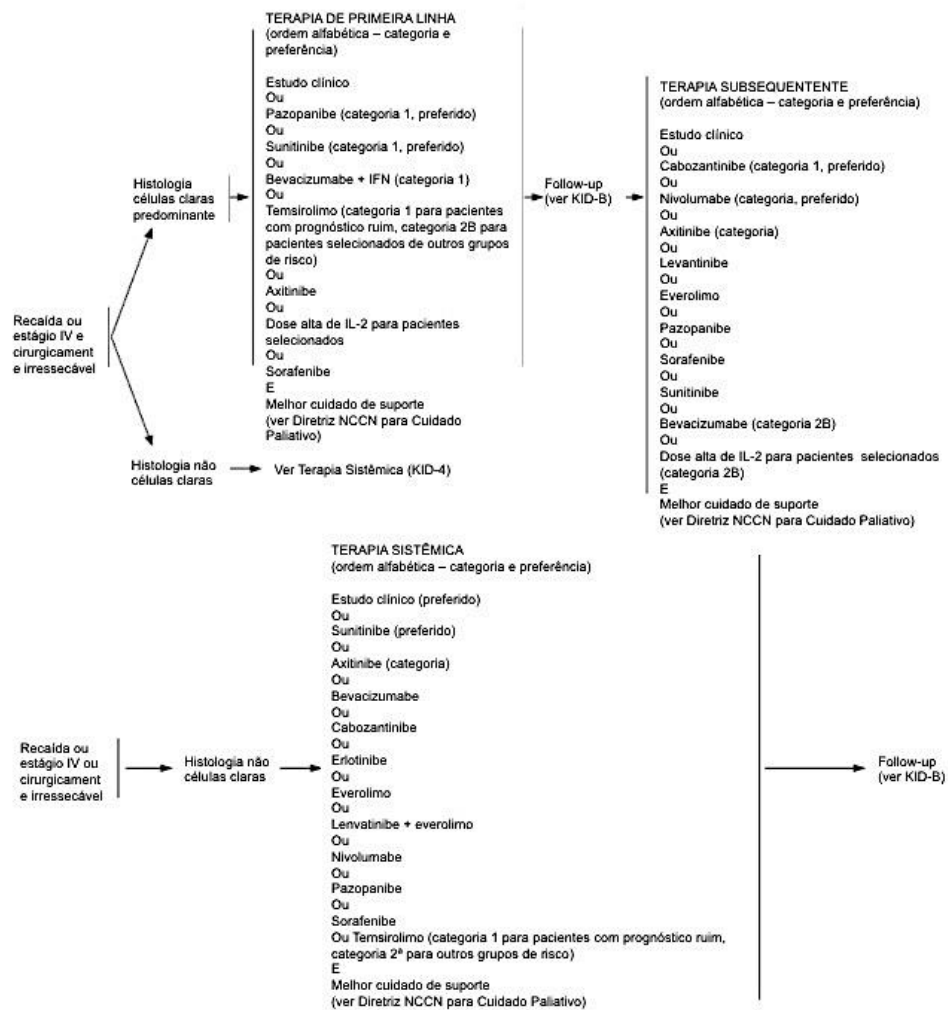 TERAPIA DE PRIMEIRA LINHA
(ordem alfabética – categoria e
preferência)
Estudo clínico
Ou
Pazopanibe (categoria 1, preferido)
Ou
Sunitinibe (categoria 1, preferido)
Ou
Bevacizumabe + IFN (categoria 1)
Ou
Temsirolimo (categoria 1 para pacientes
com prognóstico ruim, categoria 2B para
pacientes selecionados de outros grupos
de risco)
Ou
Axitinibe
Ou
Dose alta de IL-2 para pacientes
selecionados
Ou
Sorafenibe
E
Melhor cuidado de suporte
(ver Diretriz NCCN para Cuidado
Paliativo)
Histologia
células claras
predominante
Follow-up
(ver KID-B)
TERAPIA SUBSEQUENTENTE
(ordem alfabética – categoria e preferência)
Estudo clínico
Ou
Cabozantinibe (categoria 1, preferido)
Ou
Nivolumabe (categoria, preferido)
Ou
Axitinibe (categoria)
Ou
Levantinibe
Ou
Everolimo
Ou
Pazopanibe
Ou
Sorafenibe
Ou
Sunitinibe
Ou
Bevacizumabe (categoria 2B)
Ou
Dose alta de IL-2 para pacientes selecionados
(categoria 2B)
E
Melhor cuidado de suporte
(ver Diretriz NCCN para Cuidado Paliativo)
Recaída ou
estágio IV e
cirurgicament
e irressecável
Histologia não
células claras
Ver Terapia Sistêmica (KID-4)
TERAPIA SISTÊMICA
(ordem alfabética – categoria e preferência)
Estudo clínico (preferido)
Ou
Sunitinibe (preferido)
Ou
Axitinibe (categoria)
Ou
Bevacizumabe
Ou
Cabozantinibe
Ou
Erlotinibe
Ou
Everolimo
Ou
Lenvatinibe + everolimo
Ou
Nivolumabe
Ou
Pazopanibe
Ou
Sorafenibe
Ou Temsirolimo (categoria 1 para pacientes com prognóstico ruim,
categoria 2ª para outros grupos de risco)
E
Melhor cuidado de suporte
(ver Diretriz NCCN para Cuidado Paliativo)
Recaída ou
estágio IV ou
cirurgicament
e irressecável
Histologia não
células claras
Follow-up
(ver KID-B)